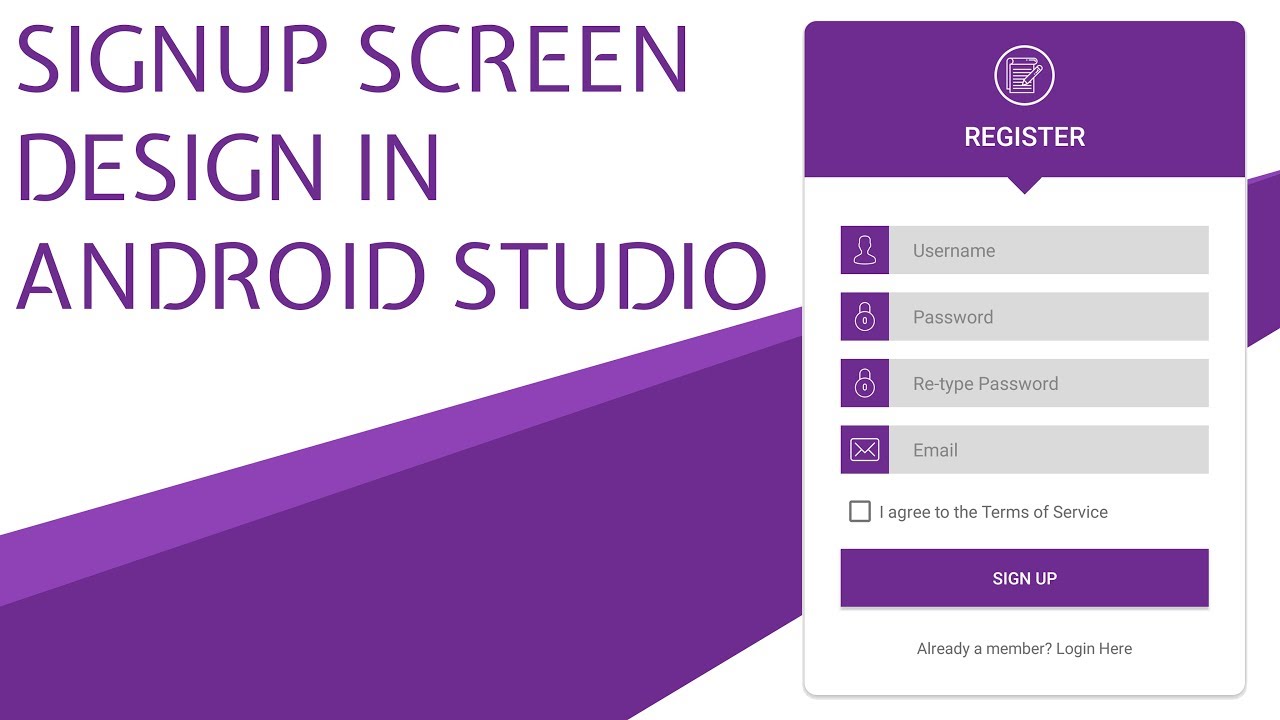 SIGNUP SCREEN
DESIGN IN
ANDROID STUDIO
REGISTER
Username
Password
Re-type Password
Email
I agree to the Terms of Service
SIGN UP
Already a member? Login Here